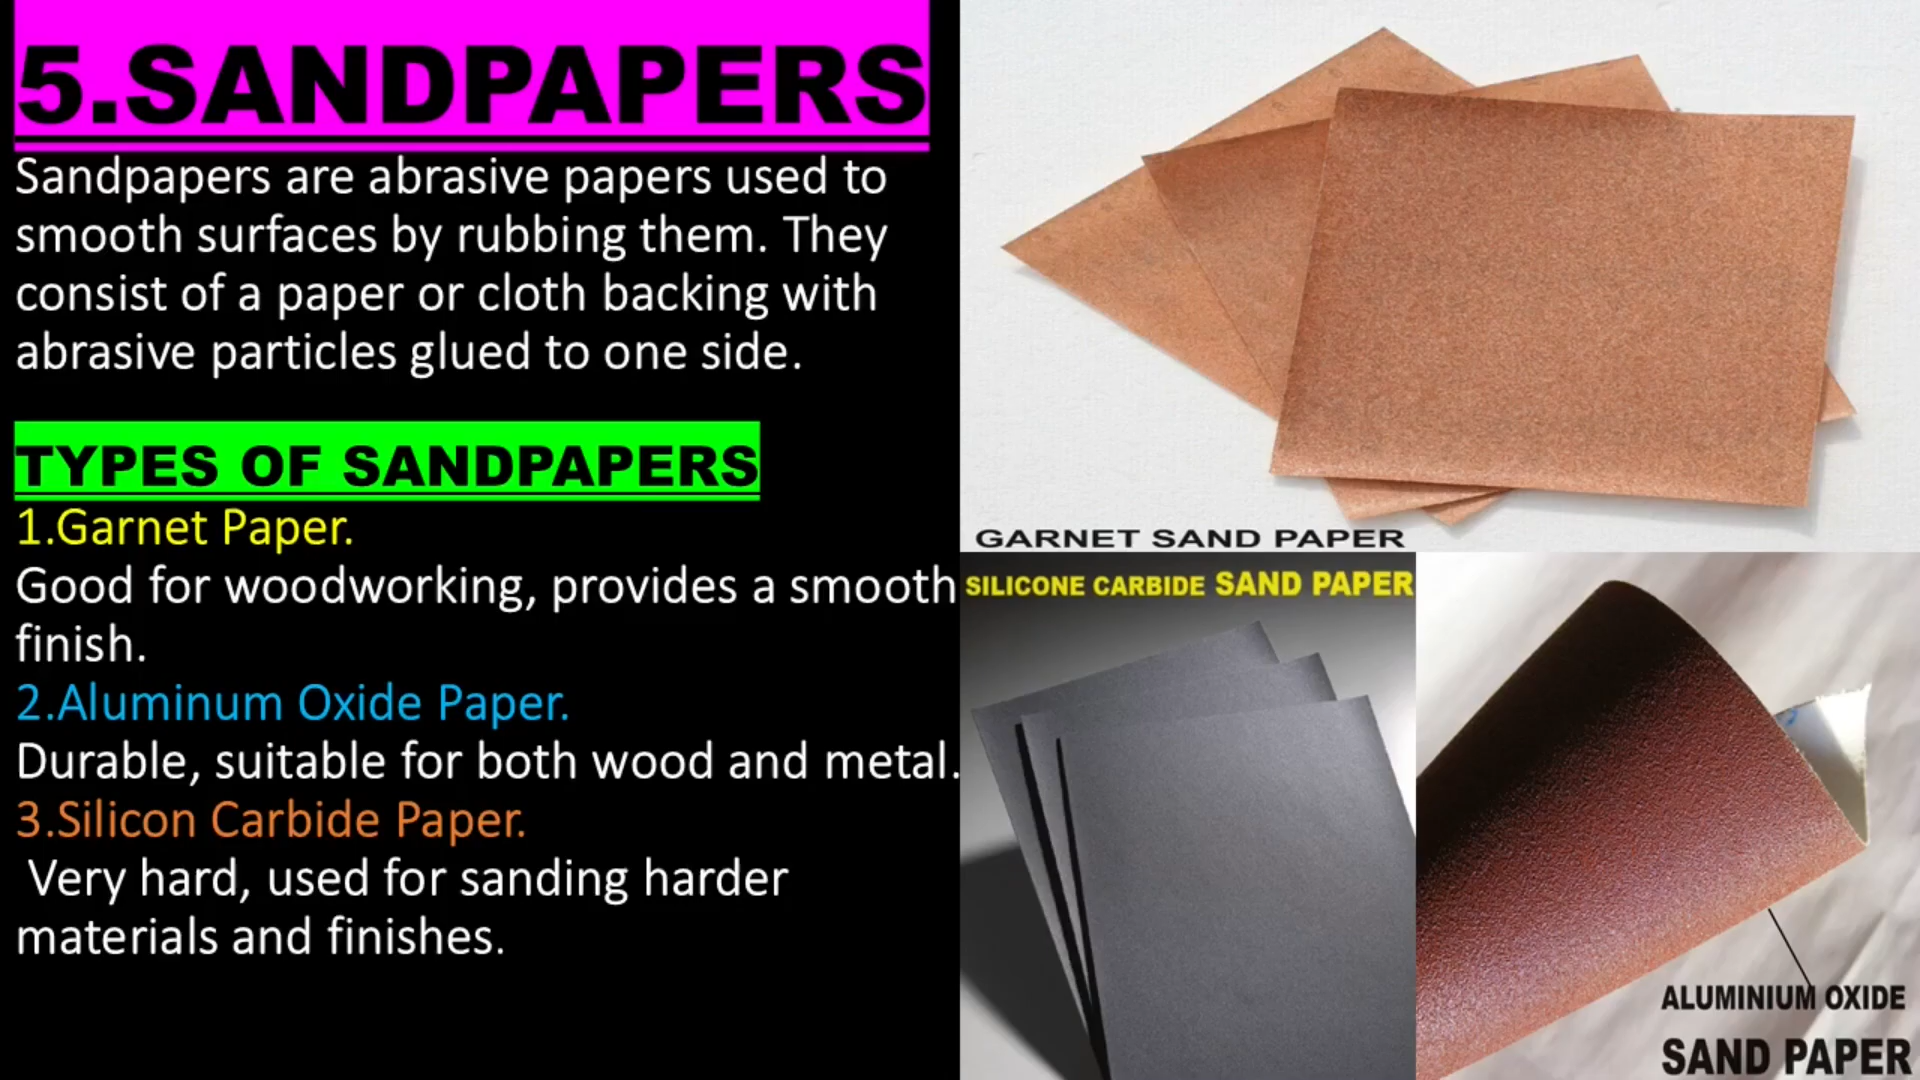 5.SANDPAPERS
Sandpapers are abrasive papers used to
smooth surfaces by rubbing them. They
consist of a paper or cloth backing with
abrasive particles glued to one side.
TYPES OF SANDPAPERS
1.Garnet Paper.
Good for woodworking, provides a smooth
finish.
2.Aluminum Oxide Paper.
Durable, suitable for both wood and metal.
3.Silicon Carbide Paper.
Very hard, used for sanding harder
materials and finishes.
GARNET SAND PAPER
SILICONE CARBIDE SAND PAPER
ALUMINIUM OXIDE
SAND PAPER